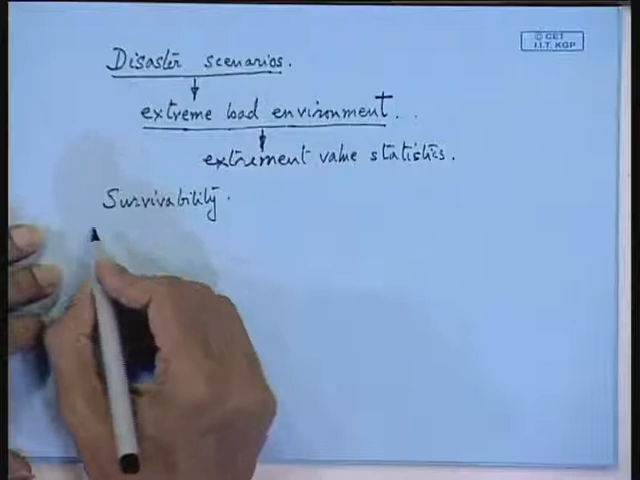 © CET
I.I.T. KGP
Disaster scenarios.
extreme load environment..
extrement value statistics.
Survivability.